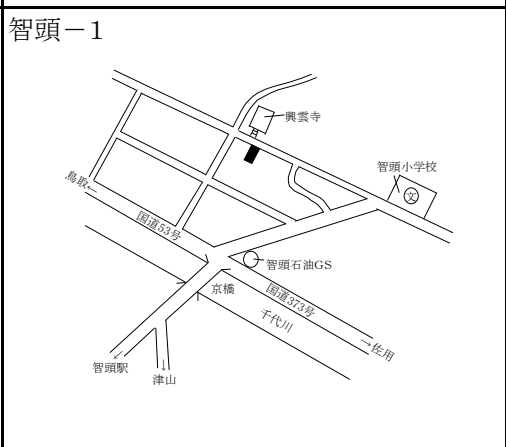 智頭－1
興雲寺
智頭小学校
文
鳥取←
国道53号
智頭石油GS
京橋
国道373号
千代川
→佐用
智頭駅
津山